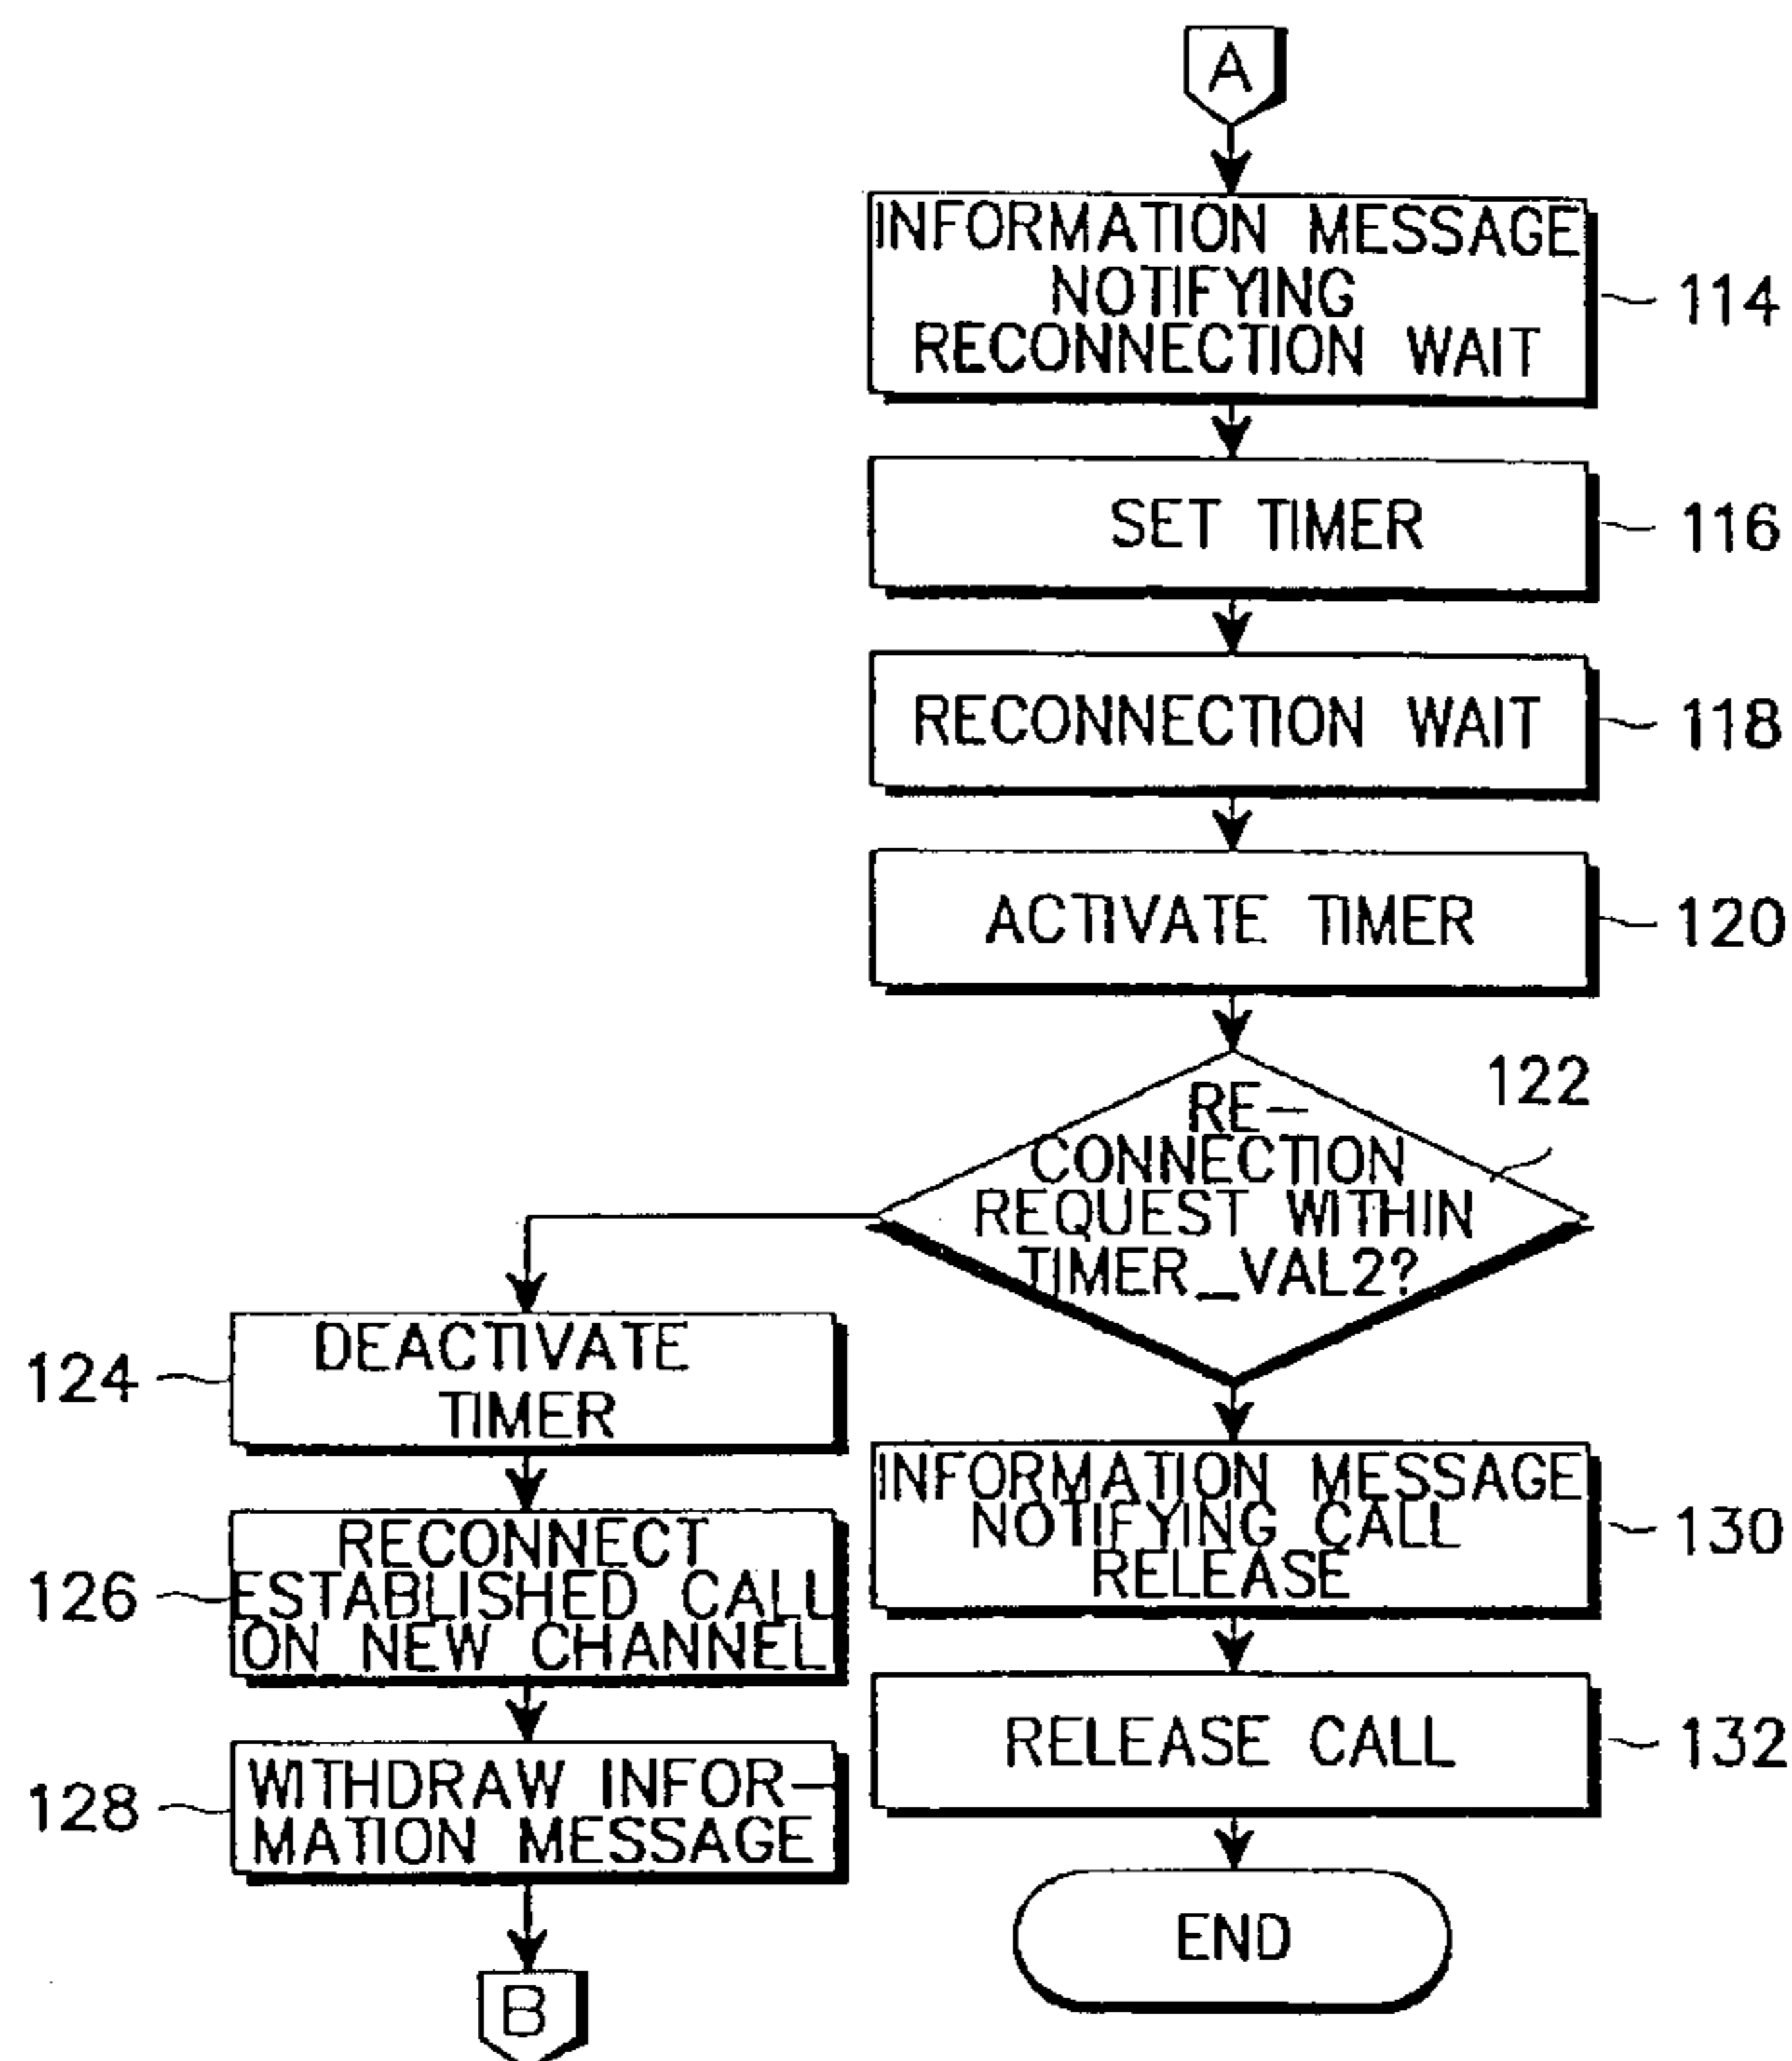 A
INFORMATION MESSAGE
NOTIFYING
RECONNECTION WAIT
114
SET TIMER
116
RECONNECTION WAIT
118
ACTIVATE TIMER
120
122
RE-
CONNECTION
REQUEST WITHIN
TIMER_VAL2?
124
DEACTIVATE
TIMER
126
RECONNECT
ESTABLISHED CALL
ON NEW CHANNEL
128
WITHDRAW INFOR-
MATION MESSAGE
B
INFORMATION MESSAGE
NOTIFYING CALL
RELEASE
130
RELEASE CALL
132
END